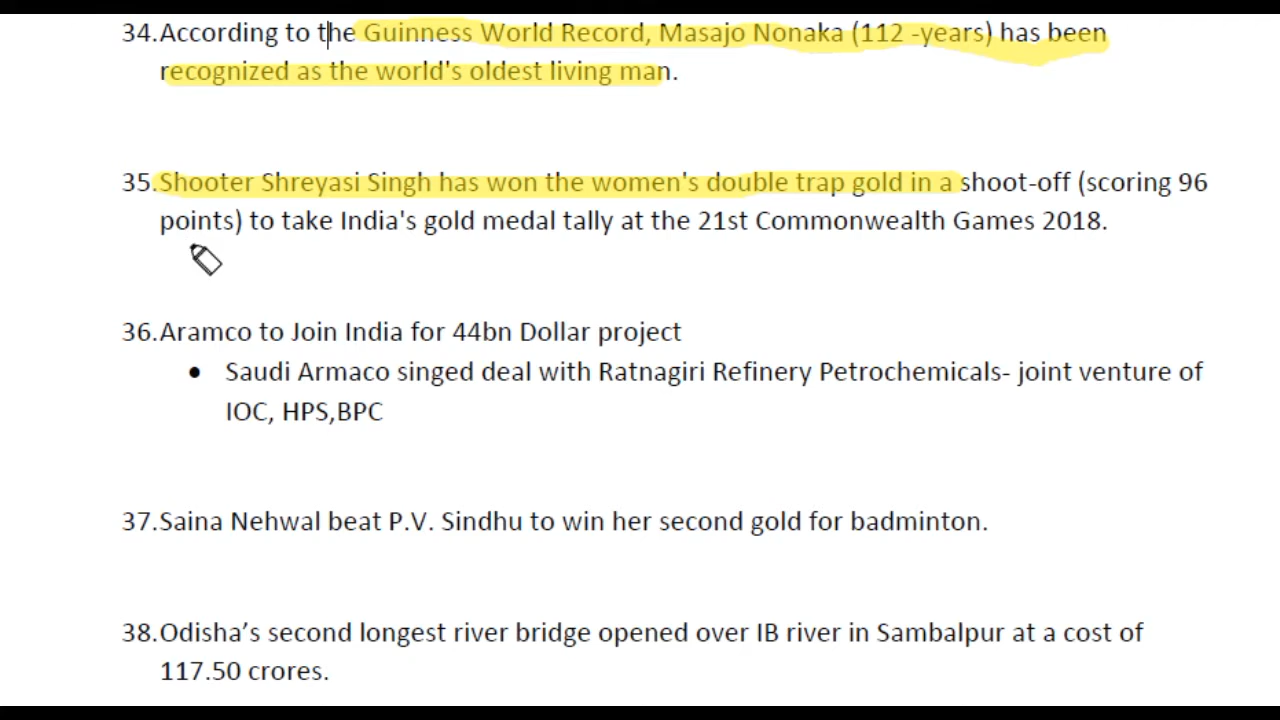 34.According to the Guinness World Record, Masajo Nonaka (112 -years) has been
recognized as the world's oldest living man.
35.Shooter Shreyasi Singh has won the women's double trap gold in a shoot-off (scoring 96
points) to take India's gold medal tally at the 21st Commonwealth Games 2018.
36.Aramco to Join India for 44bn Dollar project
• Saudi Armaco singed deal with Ratnagiri Refinery Petrochemicals- joint venture of
IOC, HPS,BPC
37.Saina Nehwal beat P.V. Sindhu to win her second gold for badminton.
38.Odisha’s second longest river bridge opened over IB river in Sambalpur at a cost of
117.50 crores.